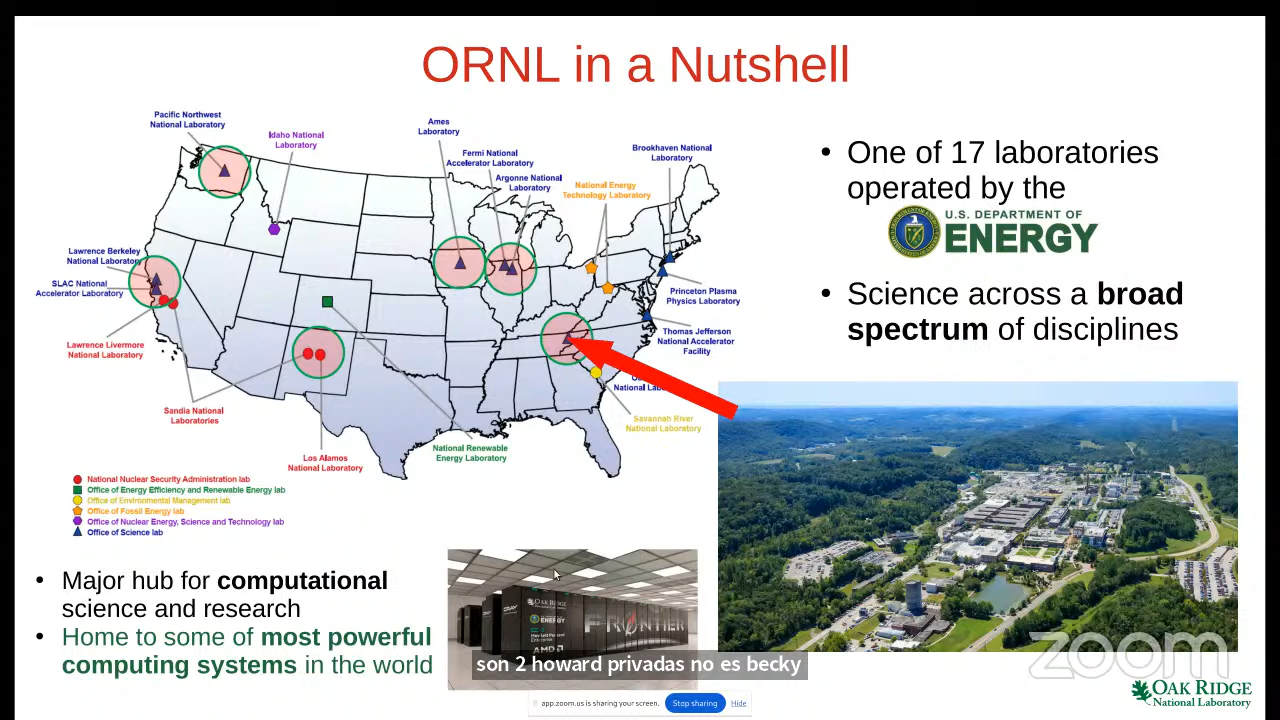 ORNL in a Nutshell
Pacific Northwest
National Laboratory
Idaho National
Laboratory
Ames
Laboratory
Fermi National
Accelerator Laboratory
Argonne National
Laboratory
Brookhaven National
Laboratory
National Energy
Technology Laboratory
Lawrence Berkeley
National Laboratory
SLAC National
Accelerator Laboratory
Lawrence Livermore
National Laboratory
Sandia National
Laboratories
Los Alamos
National Laboratory
National Renewable
Energy Laboratory
Princeton Plasma
Physics Laboratory
Thomas Jefferson
National Accelerator
Facility
National
Savannah River
National Laboratory
National Nuclear Security Administration lab
Office of Energy Efficiency and Renewable Energy lab
Office of Environmental Management lab
Office of Fossil Energy lab
Office of Nuclear Energy, Science and Technology lab
Office of Science lab
• One of 17 laboratories
operated by the
U.S. DEPARTMENT OF
ENERGY
• Science across a broad
spectrum of disciplines
• Major hub for computational
science and research
• Home to some of most powerful
computing systems in the world
OAK RIDGE
ENERGY
AMD
CRAY
FRONTIER
son 2 howard privadas no es becky
app.zoom.us is sharing your screen.
Stop sharing
Hide
zoom
OAK RIDGE
National Laboratory